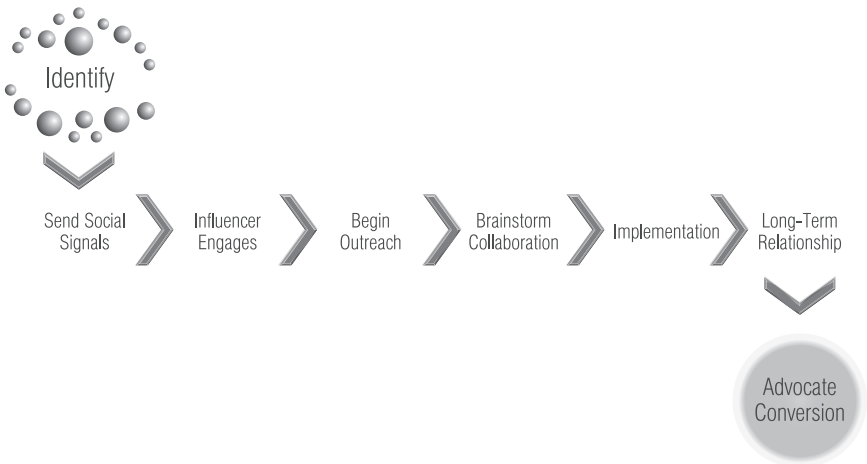 Identify
Send Social
Signals
Influencer
Engages
Begin
Outreach
Brainstorm
Collaboration
Implementation
Long-Term
Relationship
Advocate
Conversion